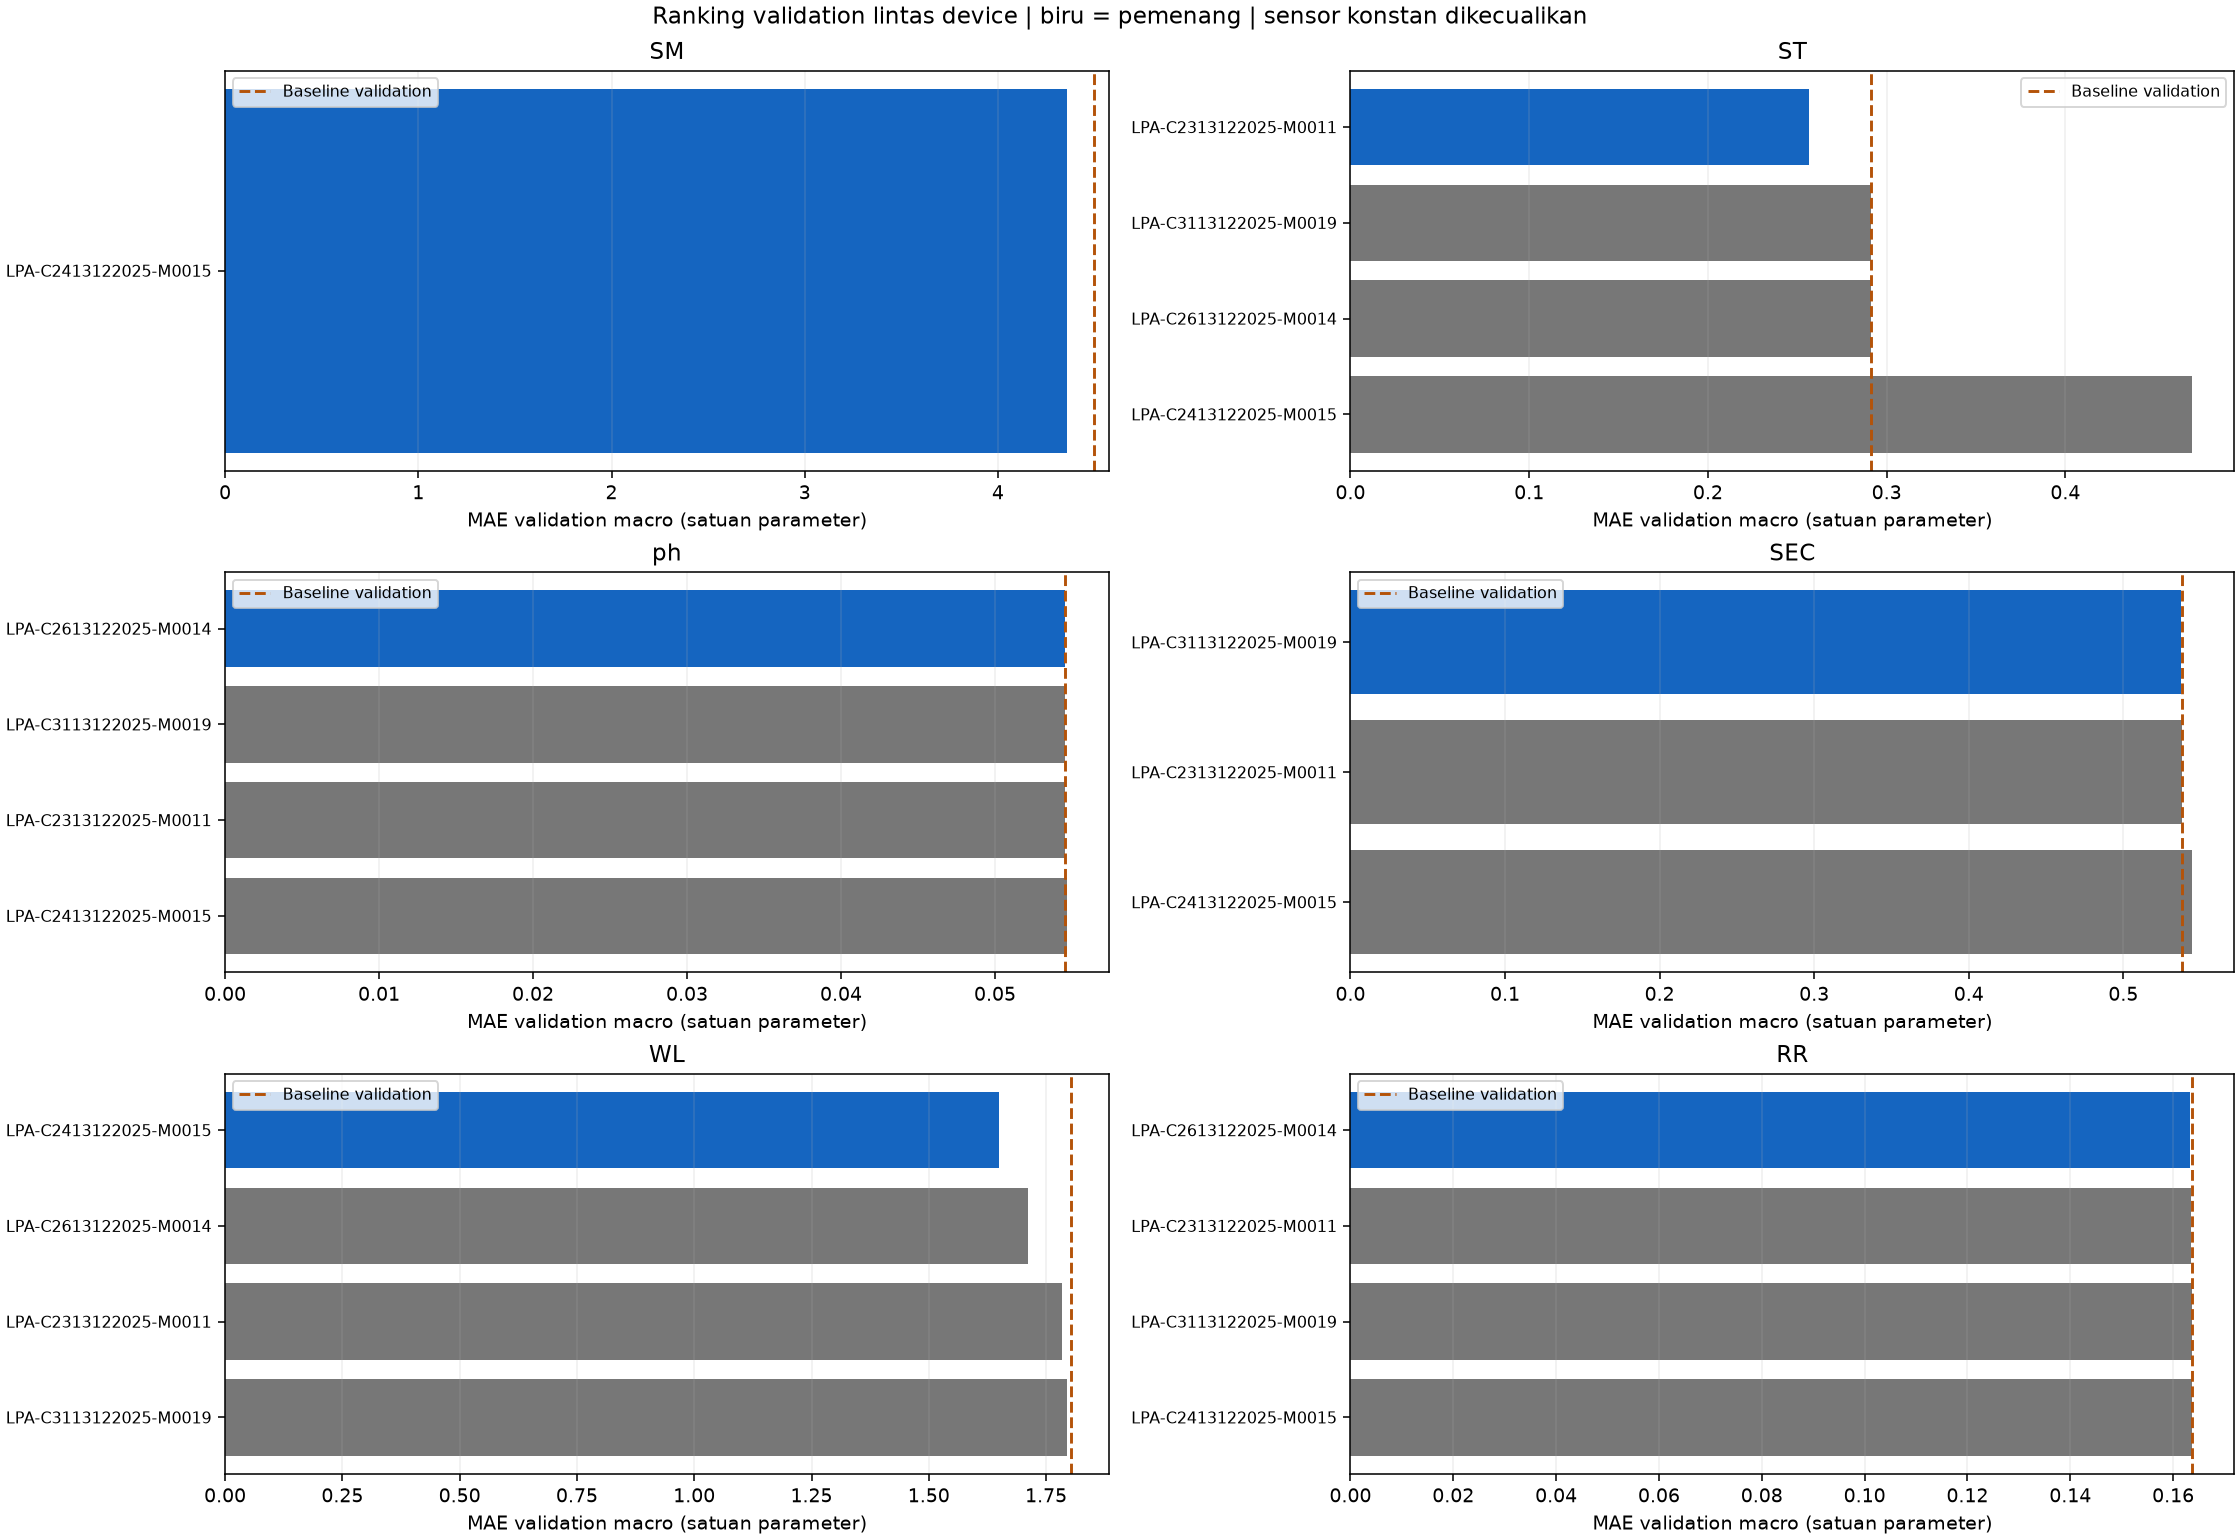 Ranking validation lintas device | biru = pemenang | sensor konstan dikecualikan
SM
Baseline validation
LPA-C2413122025-M0015
0 1 2 3 4
MAE validation macro (satuan parameter)
ST
Baseline validation
LPA-C2313122025-M0011
LPA-C3113122025-M0019
LPA-C2613122025-M0014
LPA-C2413122025-M0015
0.0 0.1 0.2 0.3 0.4
MAE validation macro (satuan parameter)
ph
Baseline validation
LPA-C2613122025-M0014
LPA-C3113122025-M0019
LPA-C2313122025-M0011
LPA-C2413122025-M0015
0.00 0.01 0.02 0.03 0.04 0.05
MAE validation macro (satuan parameter)
SEC
Baseline validation
LPA-C3113122025-M0019
LPA-C2313122025-M0011
LPA-C2413122025-M0015
0.0 0.1 0.2 0.3 0.4 0.5
MAE validation macro (satuan parameter)
WL
Baseline validation
LPA-C2413122025-M0015
LPA-C2613122025-M0014
LPA-C2313122025-M0011
LPA-C3113122025-M0019
0.00 0.25 0.50 0.75 1.00 1.25 1.50 1.75
MAE validation macro (satuan parameter)
RR
Baseline validation
LPA-C2613122025-M0014
LPA-C2313122025-M0011
LPA-C3113122025-M0019
LPA-C2413122025-M0015
0.00 0.02 0.04 0.06 0.08 0.10 0.12 0.14 0.16
MAE validation macro (satuan parameter)